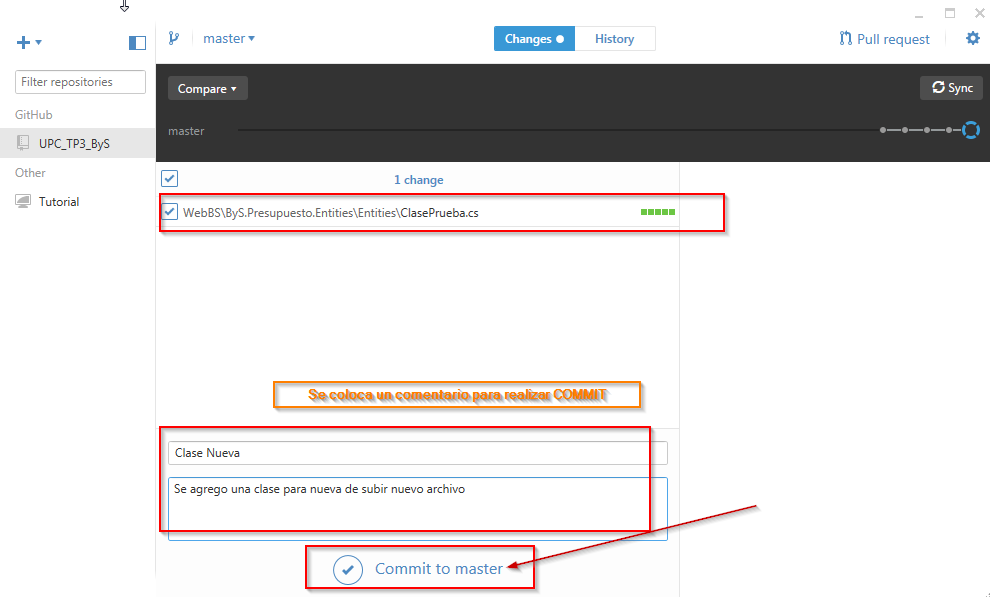 master
Changes
History
Pull request
Filter repositories
Compare
Sync
GitHub
master
UPC_TP3_ByS
Other
1 change
Tutorial
WebBS\ByS.Presupuesto.Entities\Entities\ClasePrueba.cs
Se coloca un comentario para realizar COMMIT
Clase Nueva
Se agrego una clase para nueva de subir nuevo archivo
Commit to master